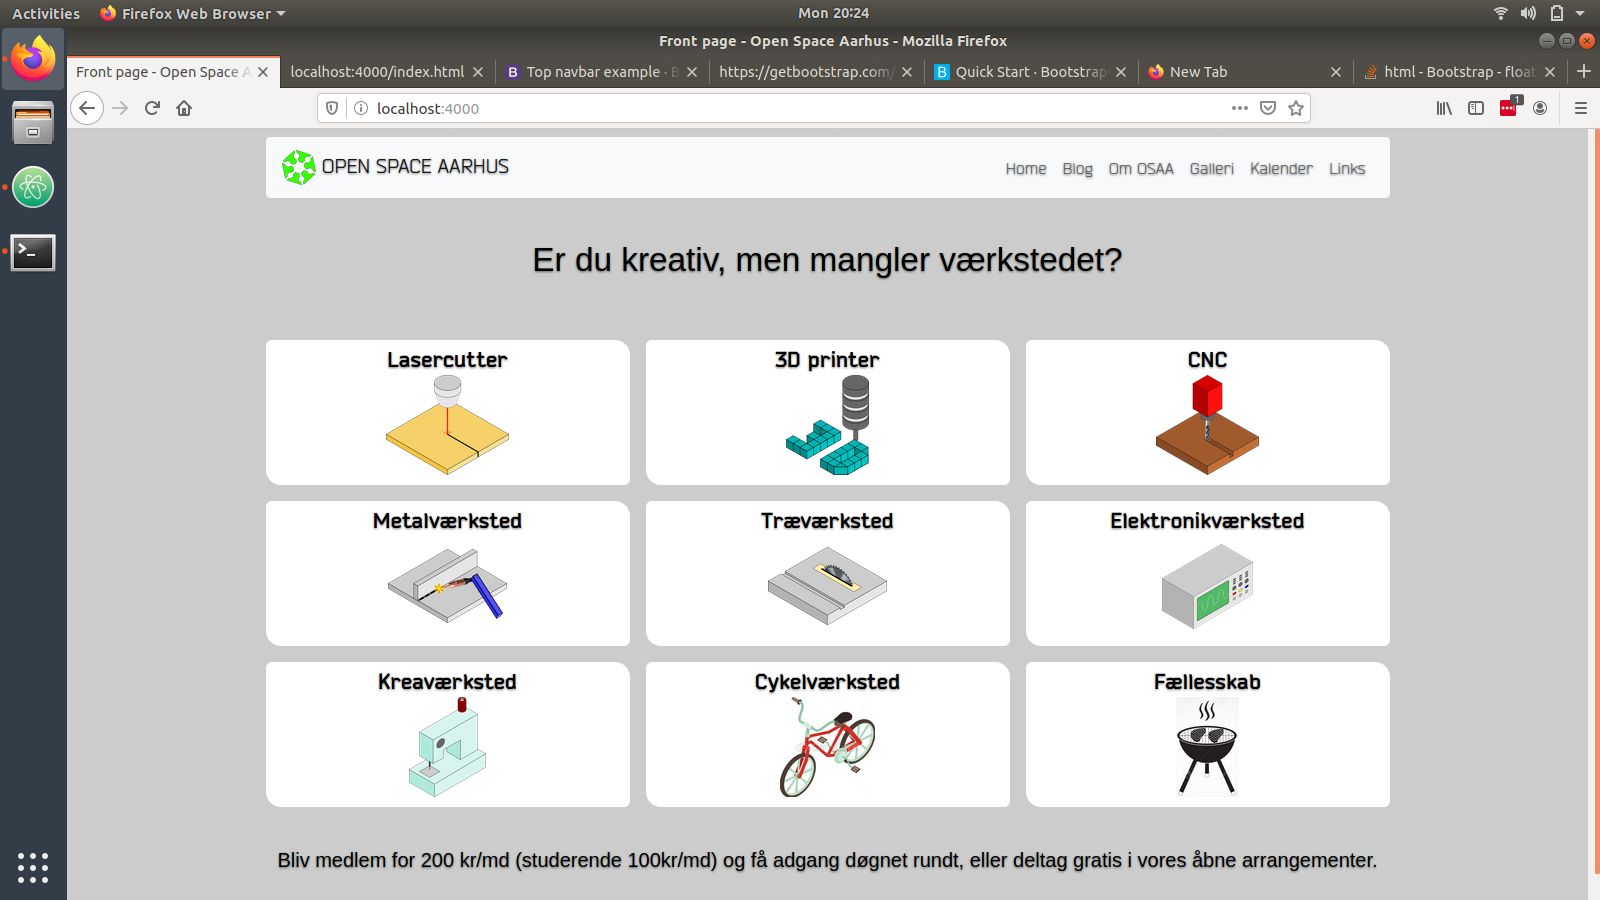 Activities Firefox Web Browser Mon 20:24
Front page - Open Space Aarhus - Mozilla Firefox
Front page - Open Space A localhost:4000/index.html Top navbar example · B https://getbootstrap.com/ Quick Start · Bootstrap New Tab html - Bootstrap - floa
localhost:4000 1
OPEN SPACE AARHUS Home Blog Om OSAA Galleri Kalender Links
Er du kreativ, men mangler værkstedet?
Lasercutter 3D printer CNC
Metalværksted Træværksted Elektronikværksted
Kreaværksted Cykelværksted Fællesskab
Bliv medlem for 200 kr/md (studerende 100kr/md) og få adgang døgnet rundt, eller deltag gratis i vores åbne arrangementer.